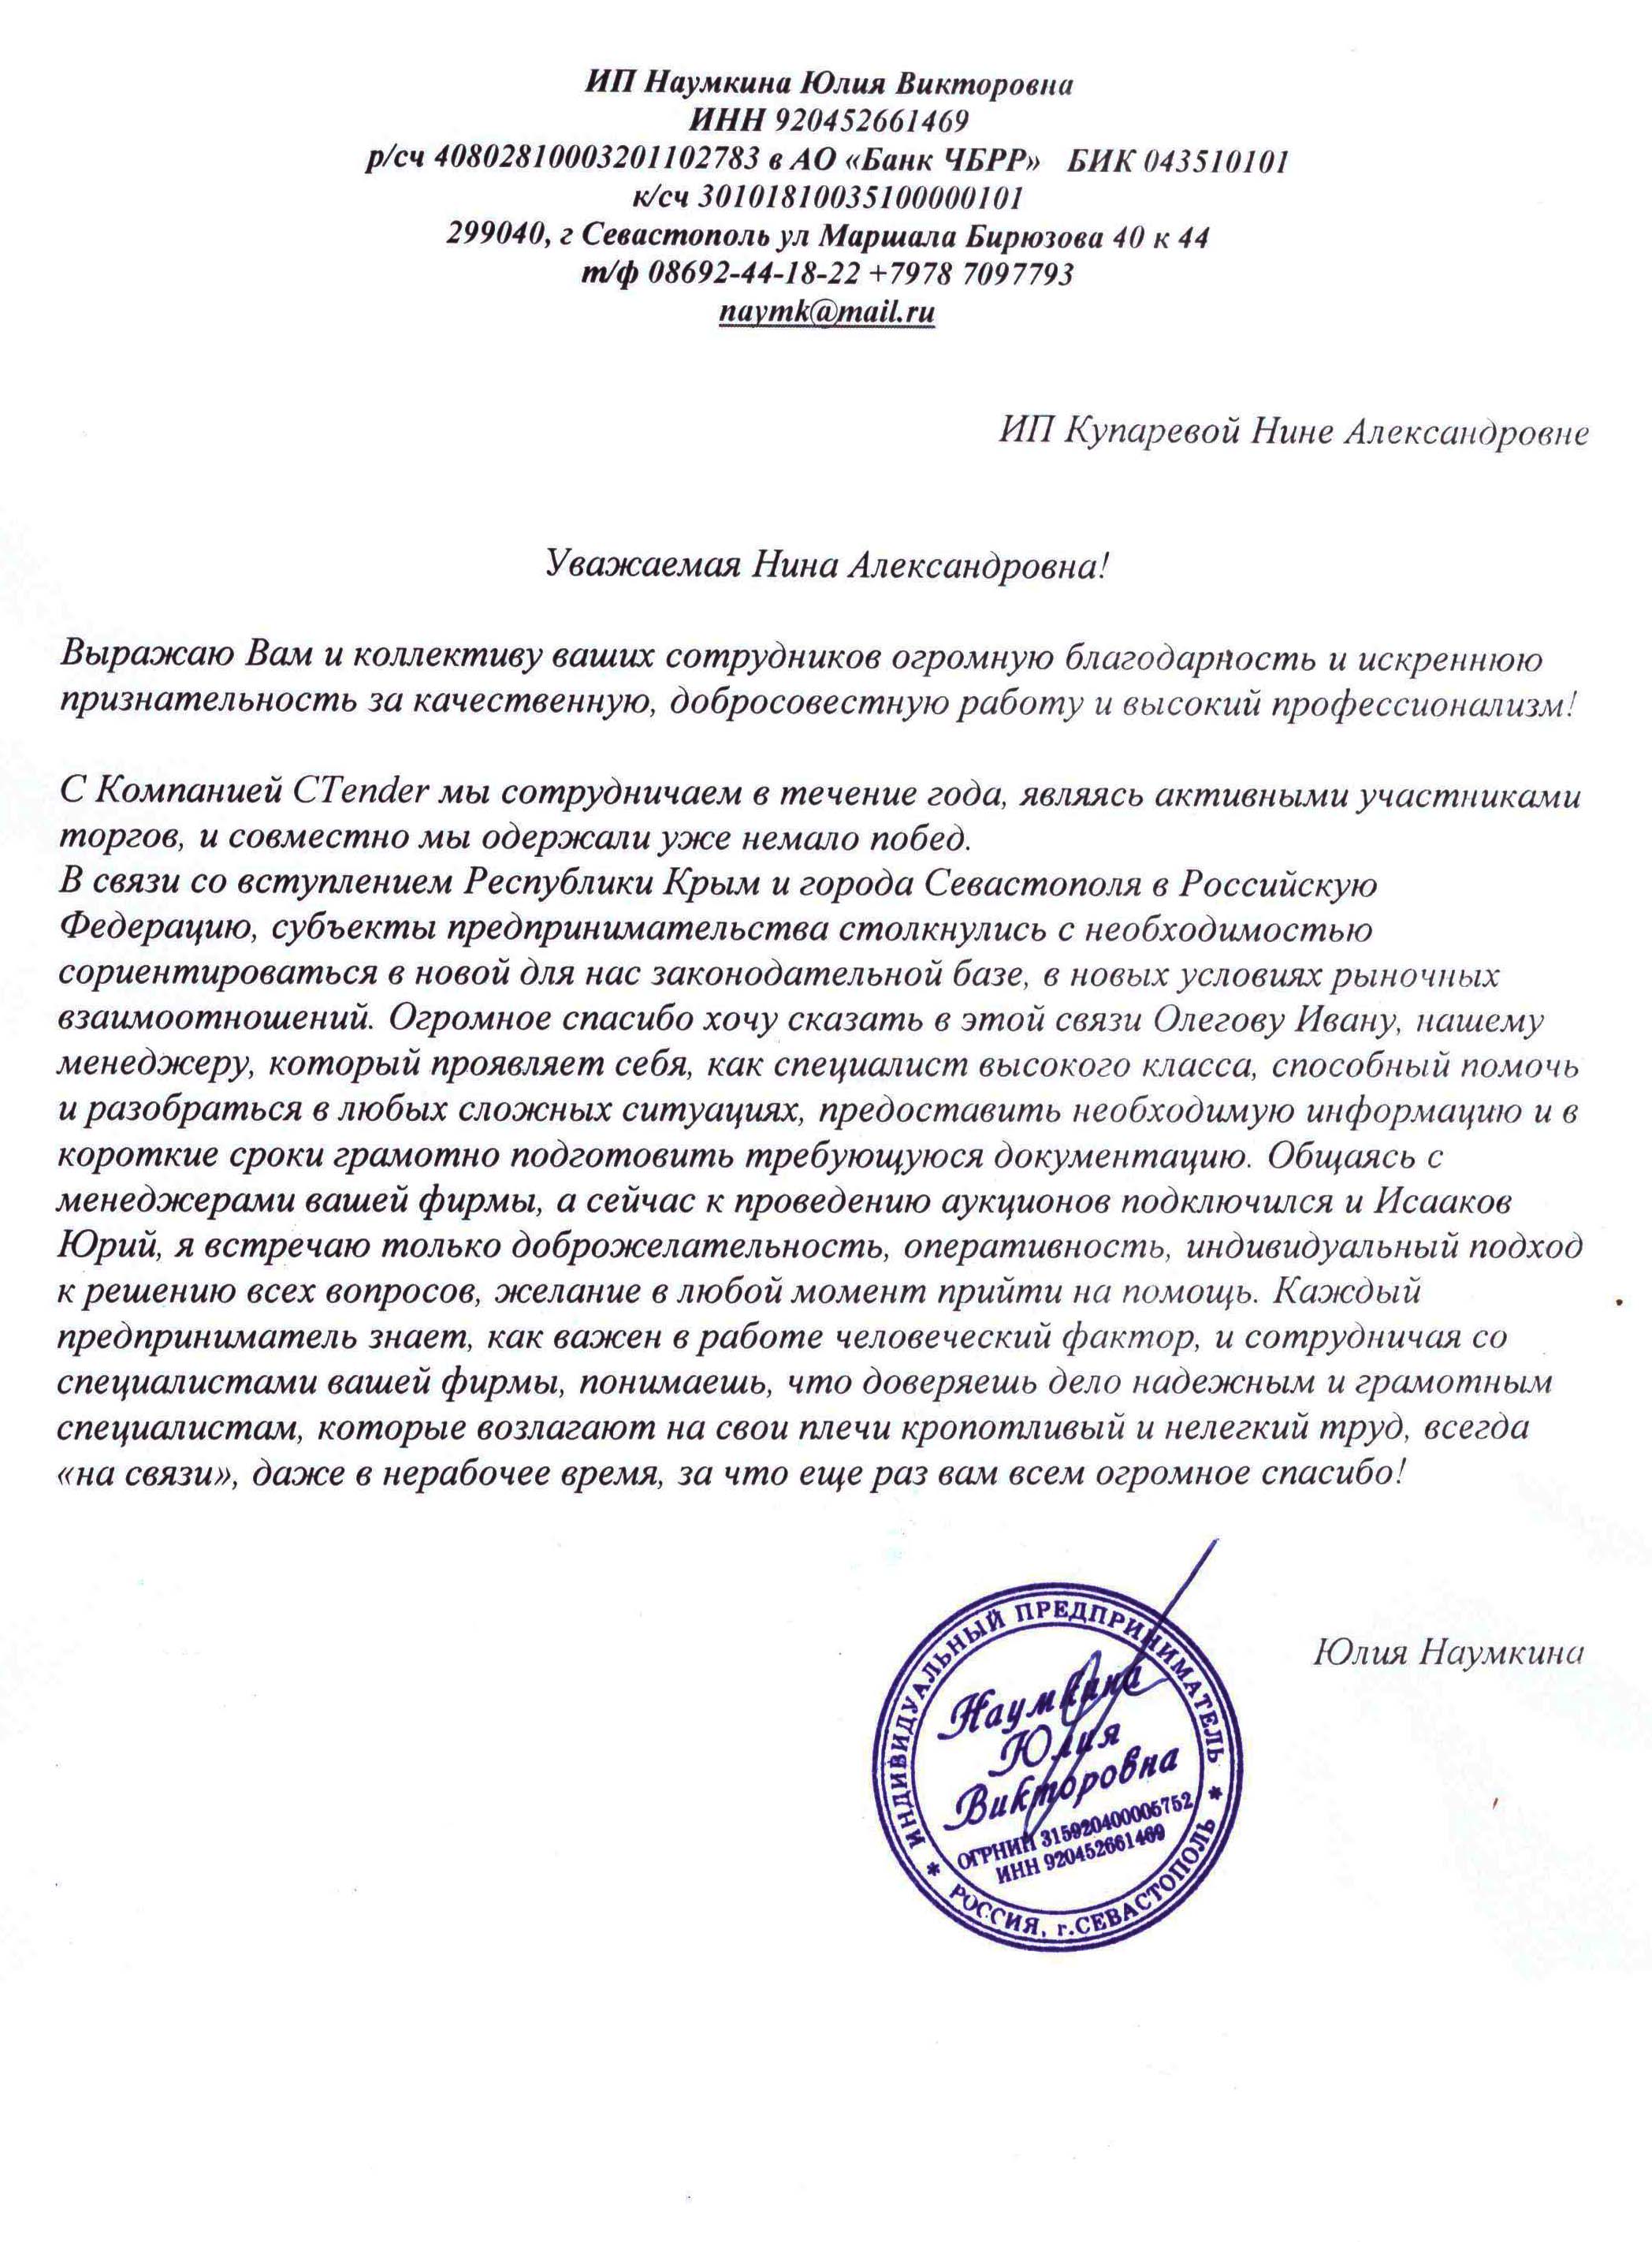 ИП Наумкина Юлия Викторовна
ИНН 920452661469
р/сч 40802810003201102783 в АО «Банк ЧБРР» БИК 043510101
к/сч 30101810035100000101
299040, г Севастополь ул Маршала Бирюзова 40 к 44
т/ф 08692-44-18-22 +7978 7097793
naymk@mail.ru
ИП Купаревой Нине Александровне
Уважаемая Нина Александровна!
Выражаю Вам и коллективу ваших сотрудников огромную благодарность и искреннюю
признательность за качественную, добросовестную работу и высокий профессионализм!
С Компанией CTender мы сотрудничаем в течение года, являясь активными участниками
торгов, и совместно мы одержали уже немало побед.
В связи со вступлением Республики Крым и города Севастополя в Российскую
Федерацию, субъекты предпринимательства столкнулись с необходимостью
сориентироваться в новой для нас законодательной базе, в новых условиях рыночных
взаимоотношений. Огромное спасибо хочу сказать в этой связи Олегову Ивану, нашему
менеджеру, который проявляет себя, как специалист высокого класса, способный помочь
и разобраться в любых сложных ситуациях, предоставить необходимую информацию и в
короткие сроки грамотно подготовить требующуюся документацию. Общаясь с
менеджерами вашей фирмы, а сейчас к проведению аукционов подключился и Исааков
Юрий, я встречаю только доброжелательность, оперативность, индивидуальный подход
к решению всех вопросов, желание в любой момент прийти на помощь. Каждый
предприниматель знает, как важен в работе человеческий фактор, и сотрудничая со
специалистами вашей фирмы, понимаешь, что доверяешь дело надежным и грамотным
специалистам, которые возлагают на свои плечи кропотливый и нелегкий труд, всегда
«на связи», даже в нерабочее время, за что еще раз вам всем огромное спасибо!
Юлия Наумкина
ИНДИВИДУАЛЬНЫЙ ПРЕДПРИНИМАТЕЛЬ
Наумкина
Юлия
Викторовна
ОГРНИП 315920400006752
ИНН 920452661469
* РОССИЯ, г.СЕВАСТОПОЛЬ *